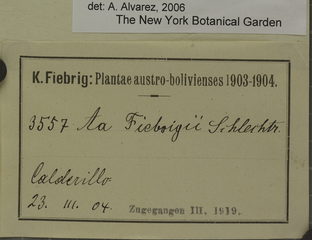 det: A. Alvarez, 2006
The New York Botanical Garden
K. Fiebrig: Plantae austro-bolivienses 1903-1904.
3557 Aa Fiebrigii Schlechtr.
Calderillo
23. III. 04. Zugegangen III. 1919.